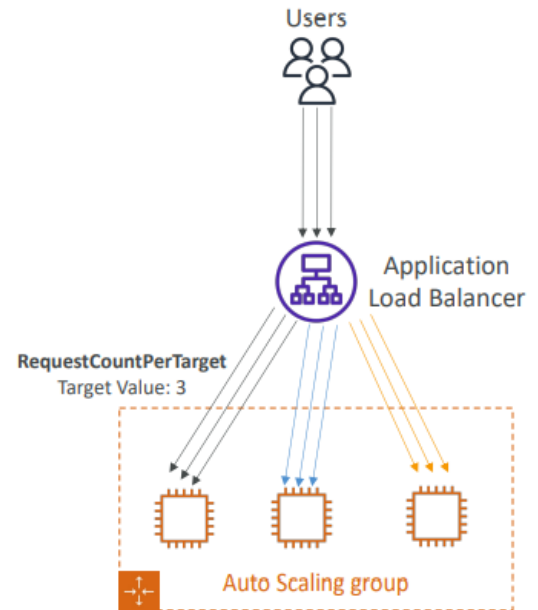 Users
Application
Load Balancer
RequestCountPerTarget
Target Value: 3
Auto Scaling group